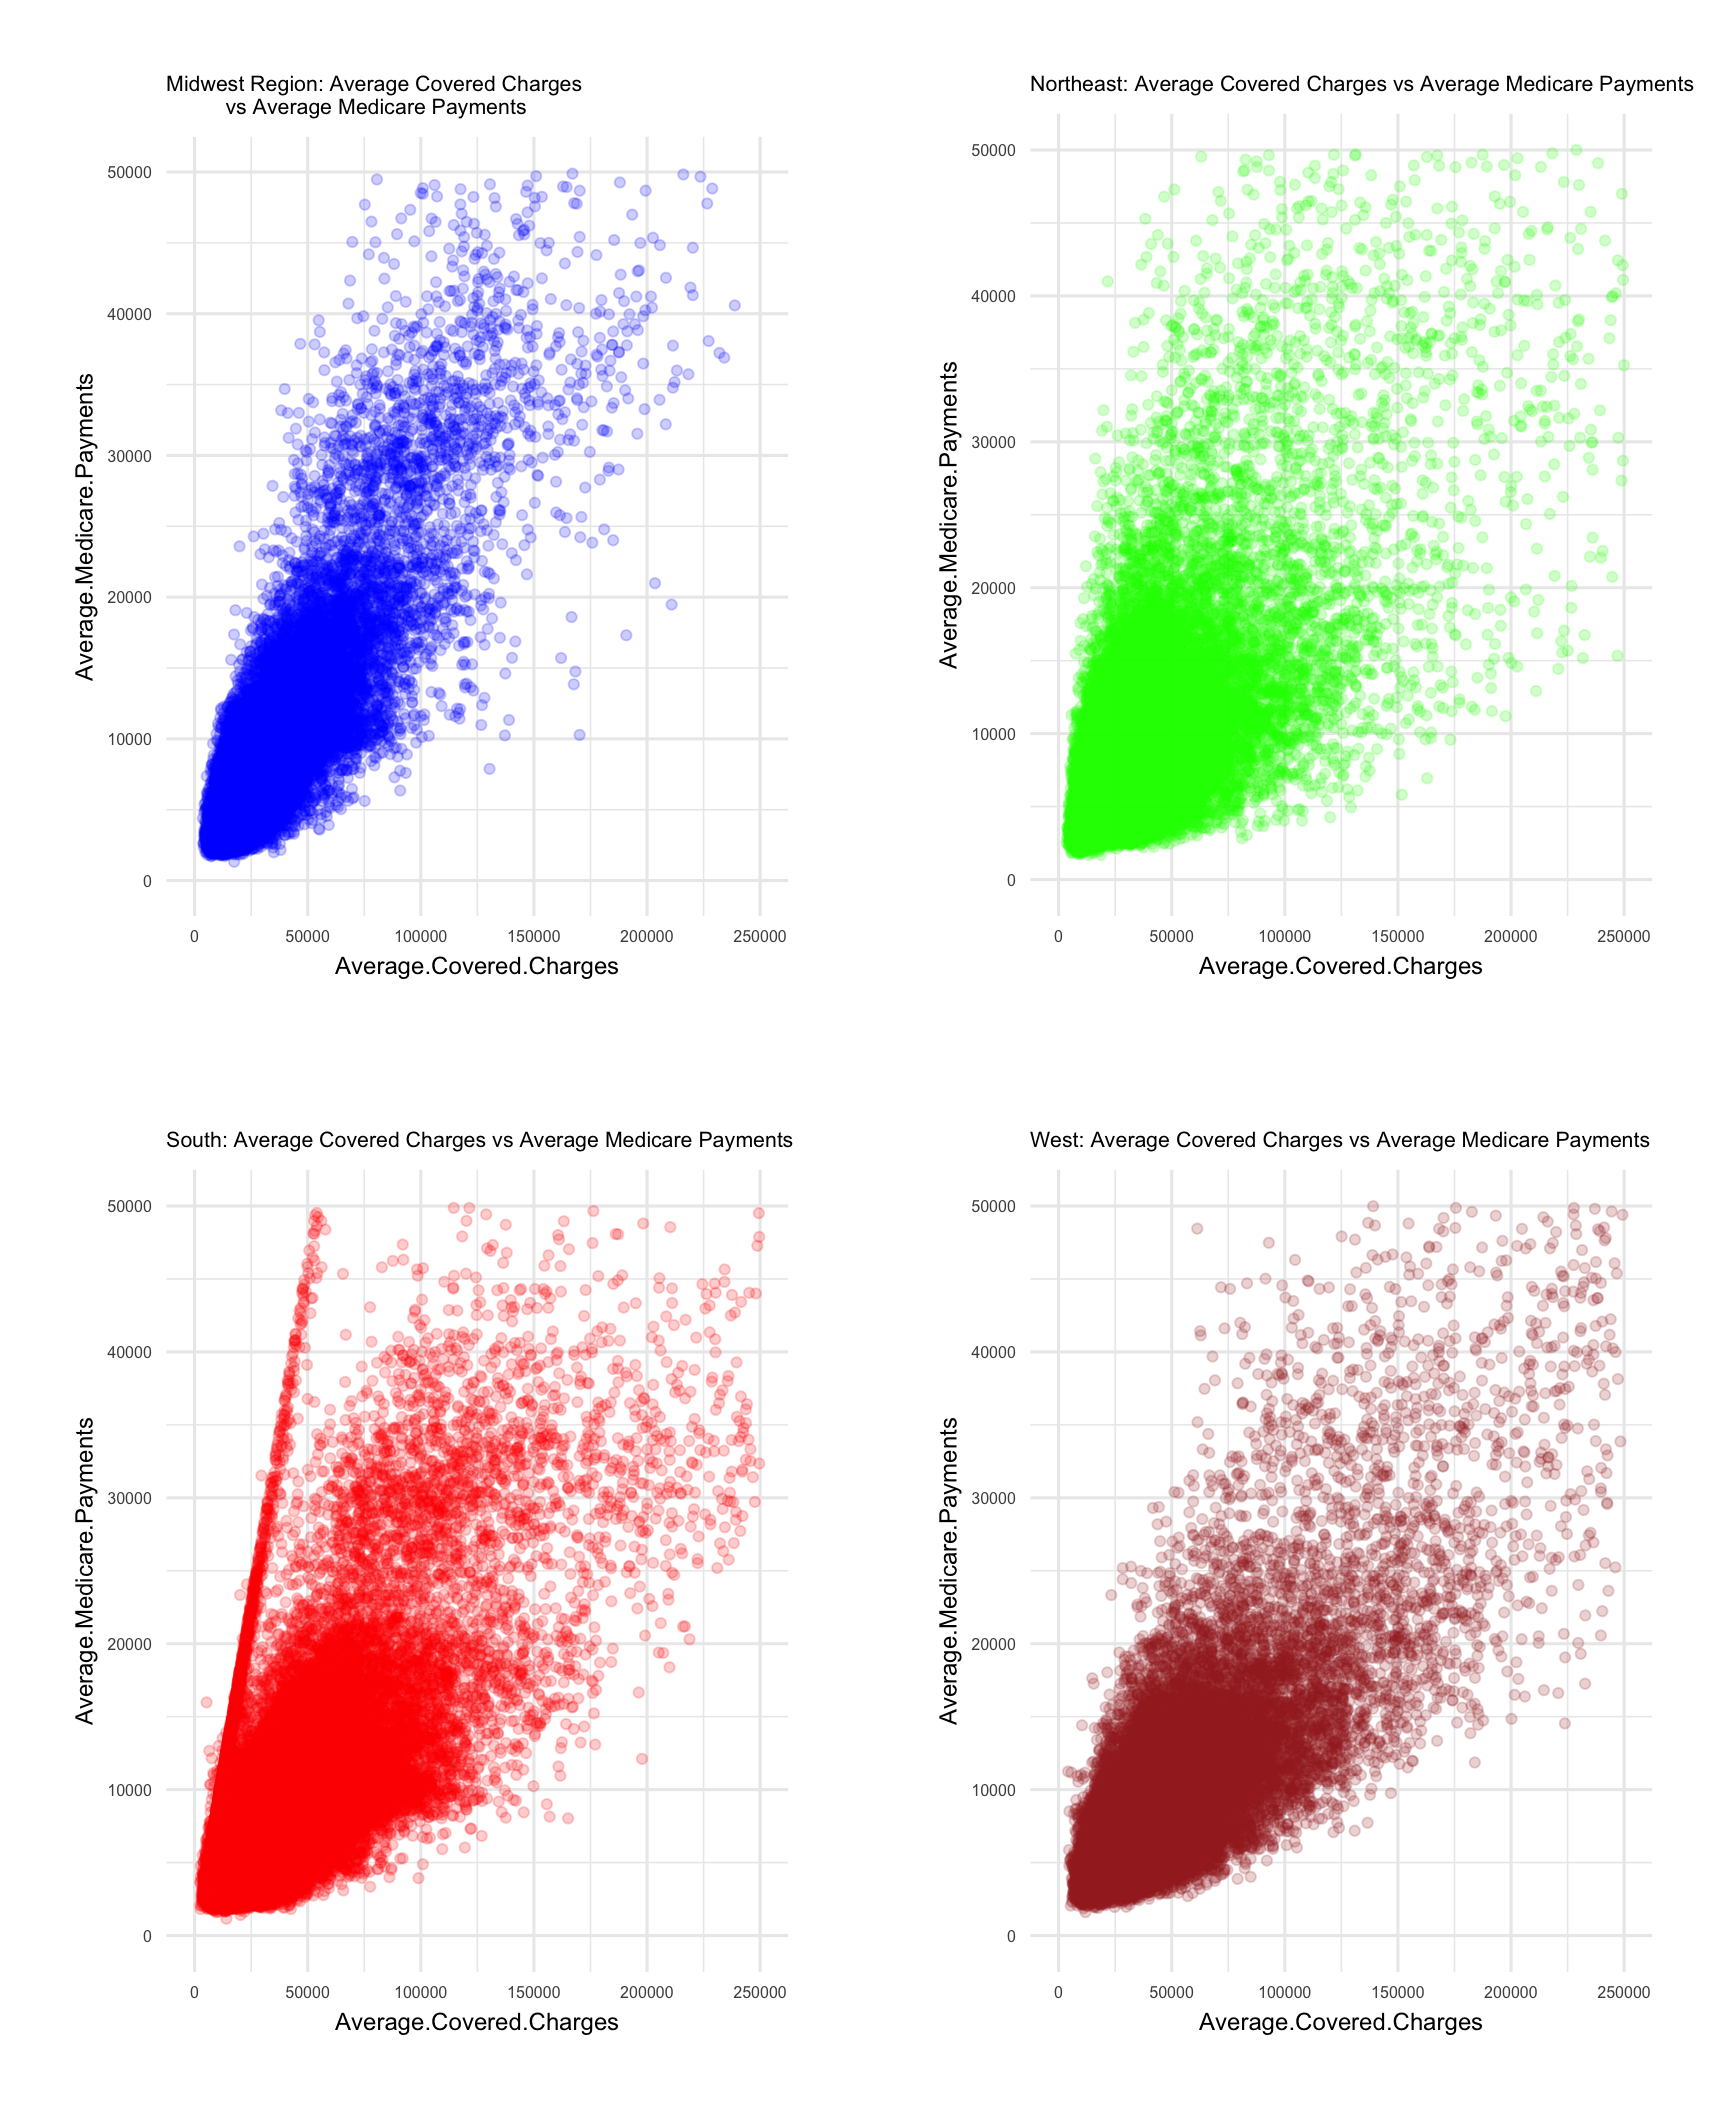 Midwest Region: Average Covered Charges
vs Average Medicare Payments
Average.Medicare.Payments
50000
40000
30000
20000
10000
0
0 50000 100000 150000 200000 250000
Average.Covered.Charges
Northeast: Average Covered Charges vs Average Medicare Payments
Average.Medicare.Payments
50000
40000
30000
20000
10000
0
0 50000 100000 150000 200000 250000
Average.Covered.Charges
South: Average Covered Charges vs Average Medicare Payments
Average.Medicare.Payments
50000
40000
30000
20000
10000
0
0 50000 100000 150000 200000 250000
Average.Covered.Charges
West: Average Covered Charges vs Average Medicare Payments
Average.Medicare.Payments
50000
40000
30000
20000
10000
0
0 50000 100000 150000 200000 250000
Average.Covered.Charges